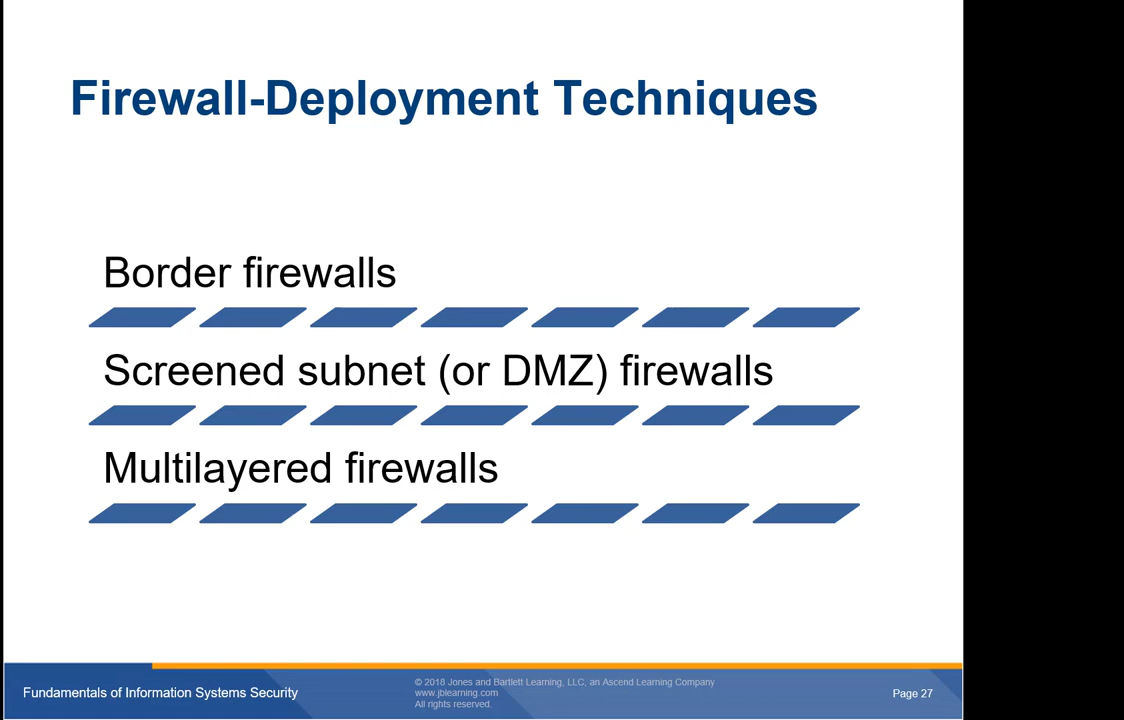 Firewall-Deployment Techniques
Border firewalls
Screened subnet (or DMZ) firewalls
Multilayered firewalls
Fundamentals of Information Systems Security
© 2018 Jones and Bartlett Learning, LLC, an Ascend Learning Company
www.jblearning.com
All rights reserved.
Page 27